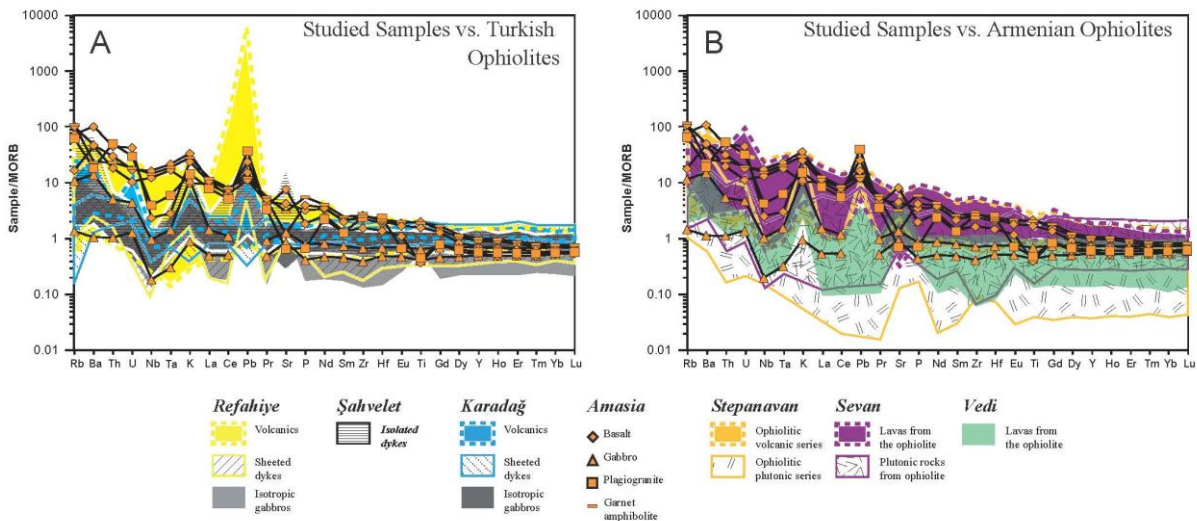 A
Studied Samples vs. Turkish
Ophiolites
Sample/MORB
10000
1000
100
10
1
0.10
0.01
Rb Ba Th U Nb Ta K La Ce Pb Pr Sr P Nd Sm Zr Hf Eu Ti Gd Dy Y Ho Er Tm Yb Lu
B
Studied Samples vs. Armenian Ophiolites
Sample/MORB
10000
1000
100
10
1
0.10
0.01
Rb Ba Th U Nb Ta K La Ce Pb Pr Sr P Nd Sm Zr Hf Eu Ti Gd Dy Y Ho Er Tm Yb Lu
Refahiye
Volcanics
Sheeted
dykes
Isotropic
gabbros
Şahvelet
Isolated
dykes
Karadağ
Volcanics
Sheeted
dykes
Isotropic
gabbros
Amasia
Basalt
Gabbro
Plagiogranite
Garnet
amphibolite
Stepanavan
Ophiolitic
volcanic series
Ophiolitic
plutonic series
Sevan
Lavas from
the ophiolite
Plutonic rocks
from ophiolite
Vedi
Lavas from
the ophiolite